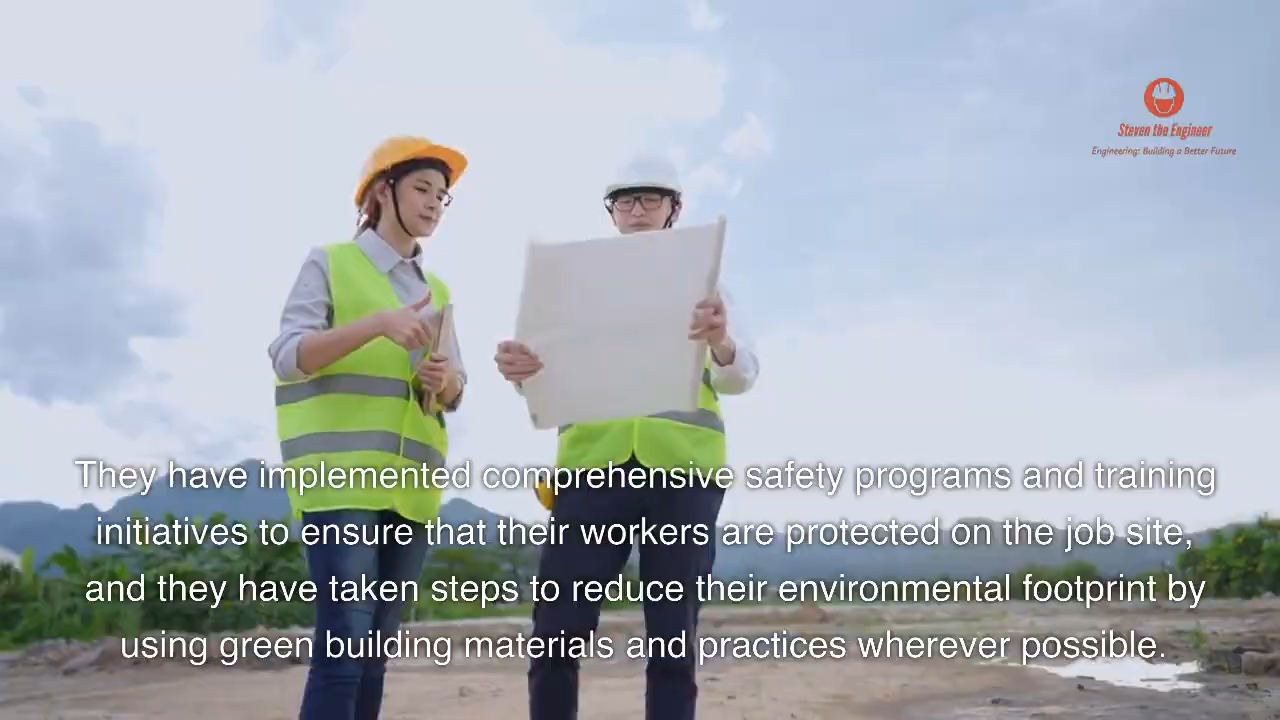 Steven the Engineer
Engineering: Building a Better Future
They have implemented comprehensive safety programs and training
initiatives to ensure that their workers are protected on the job site,
and they have taken steps to reduce their environmental footprint by
using green building materials and practices wherever possible.